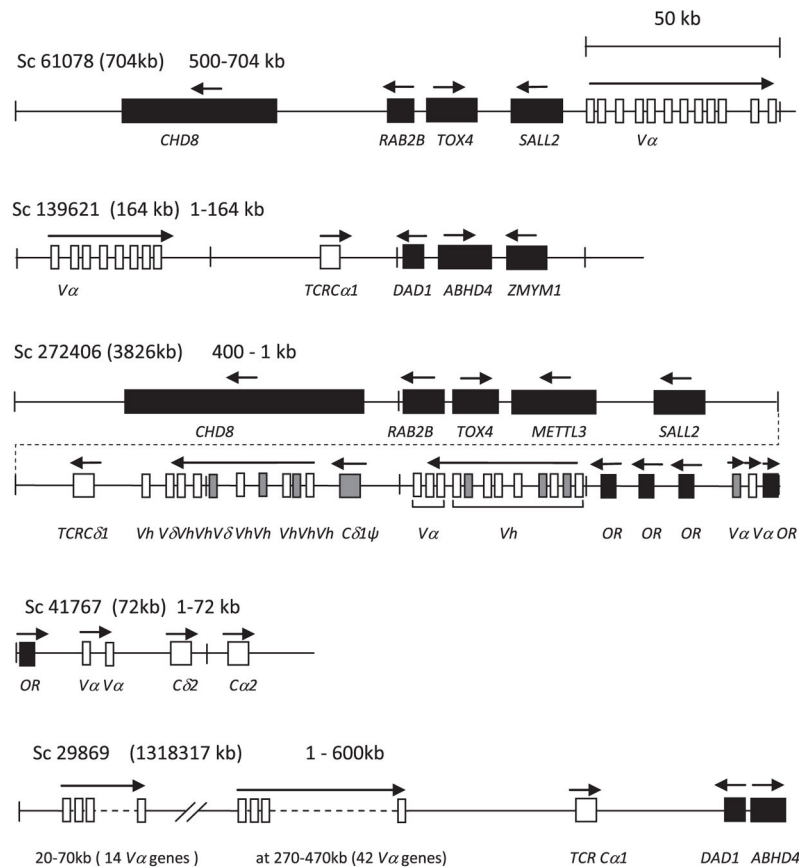 50 kb
Sc 61078 (704kb) 500-704 kb
CHD8 RAB2B TOX4 SALL2 Vα
Sc 139621 (164 kb) 1-164 kb
Vα TCRCα1 DAD1 ABHD4 ZMYM1
Sc 272406 (3826kb) 400 - 1 kb
CHD8 RAB2B TOX4 METTL3 SALL2
TCRCδ1 Vh VδVhVhVδ VhVh VhVhVh Cδ1ψ Vα Vh OR OR OR Vα Vα OR
Sc 41767 (72kb) 1-72 kb
OR Vα Vα Cδ2 Cα2
Sc 29869 (1318317 kb) 1 - 600kb
20-70kb ( 14 Vα genes ) at 270-470kb (42 Vα genes) TCR Cα1 DAD1 ABHD4